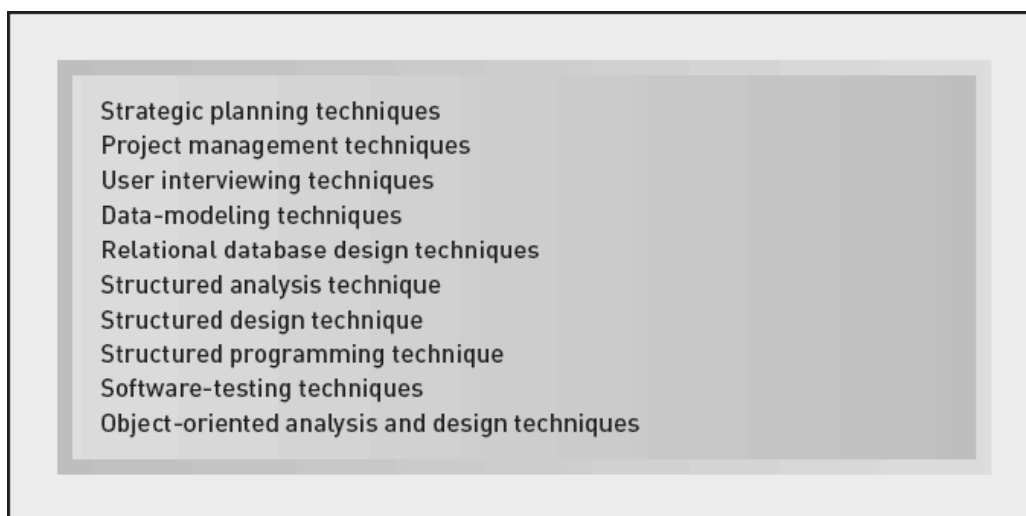 Strategic planning techniques
Project management techniques
User interviewing techniques
Data-modeling techniques
Relational database design techniques
Structured analysis technique
Structured design technique
Structured programming technique
Software-testing techniques
Object-oriented analysis and design techniques